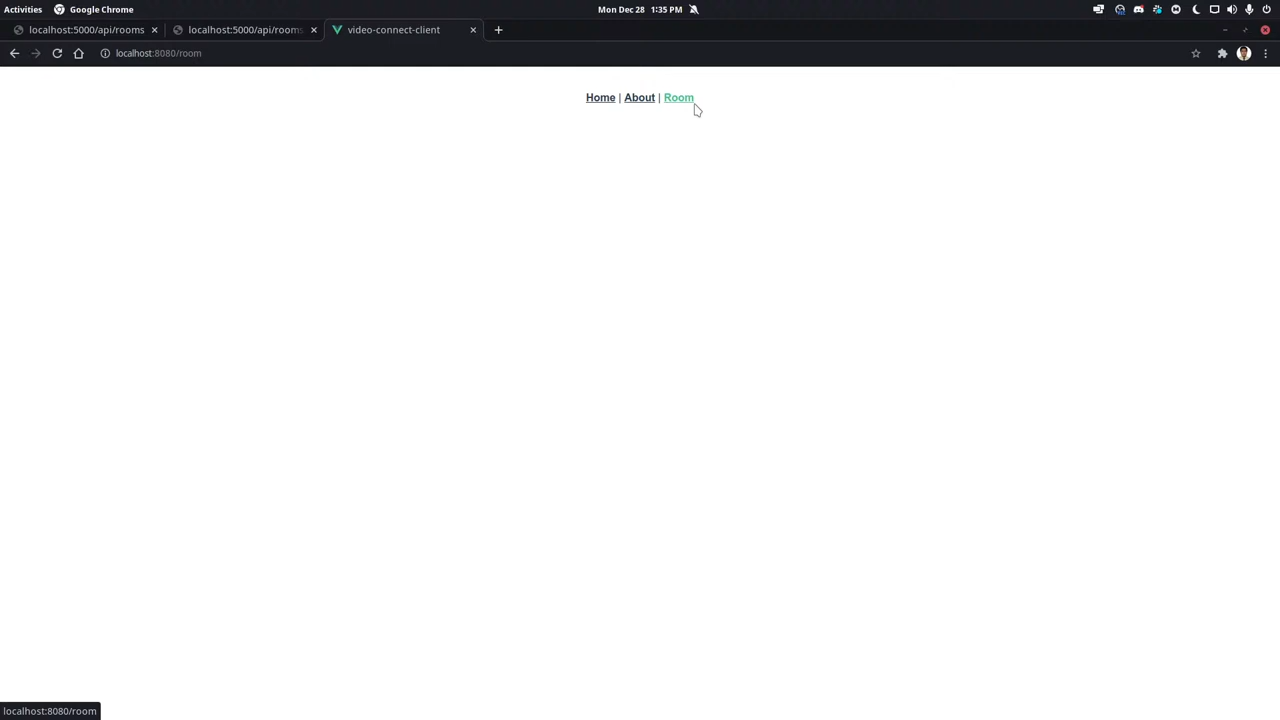 Activities Google Chrome Mon Dec 28 1:35 PM
localhost:5000/api/rooms localhost:5000/api/rooms video-connect-client
localhost:8080/room
Home | About | Room
localhost:8080/room